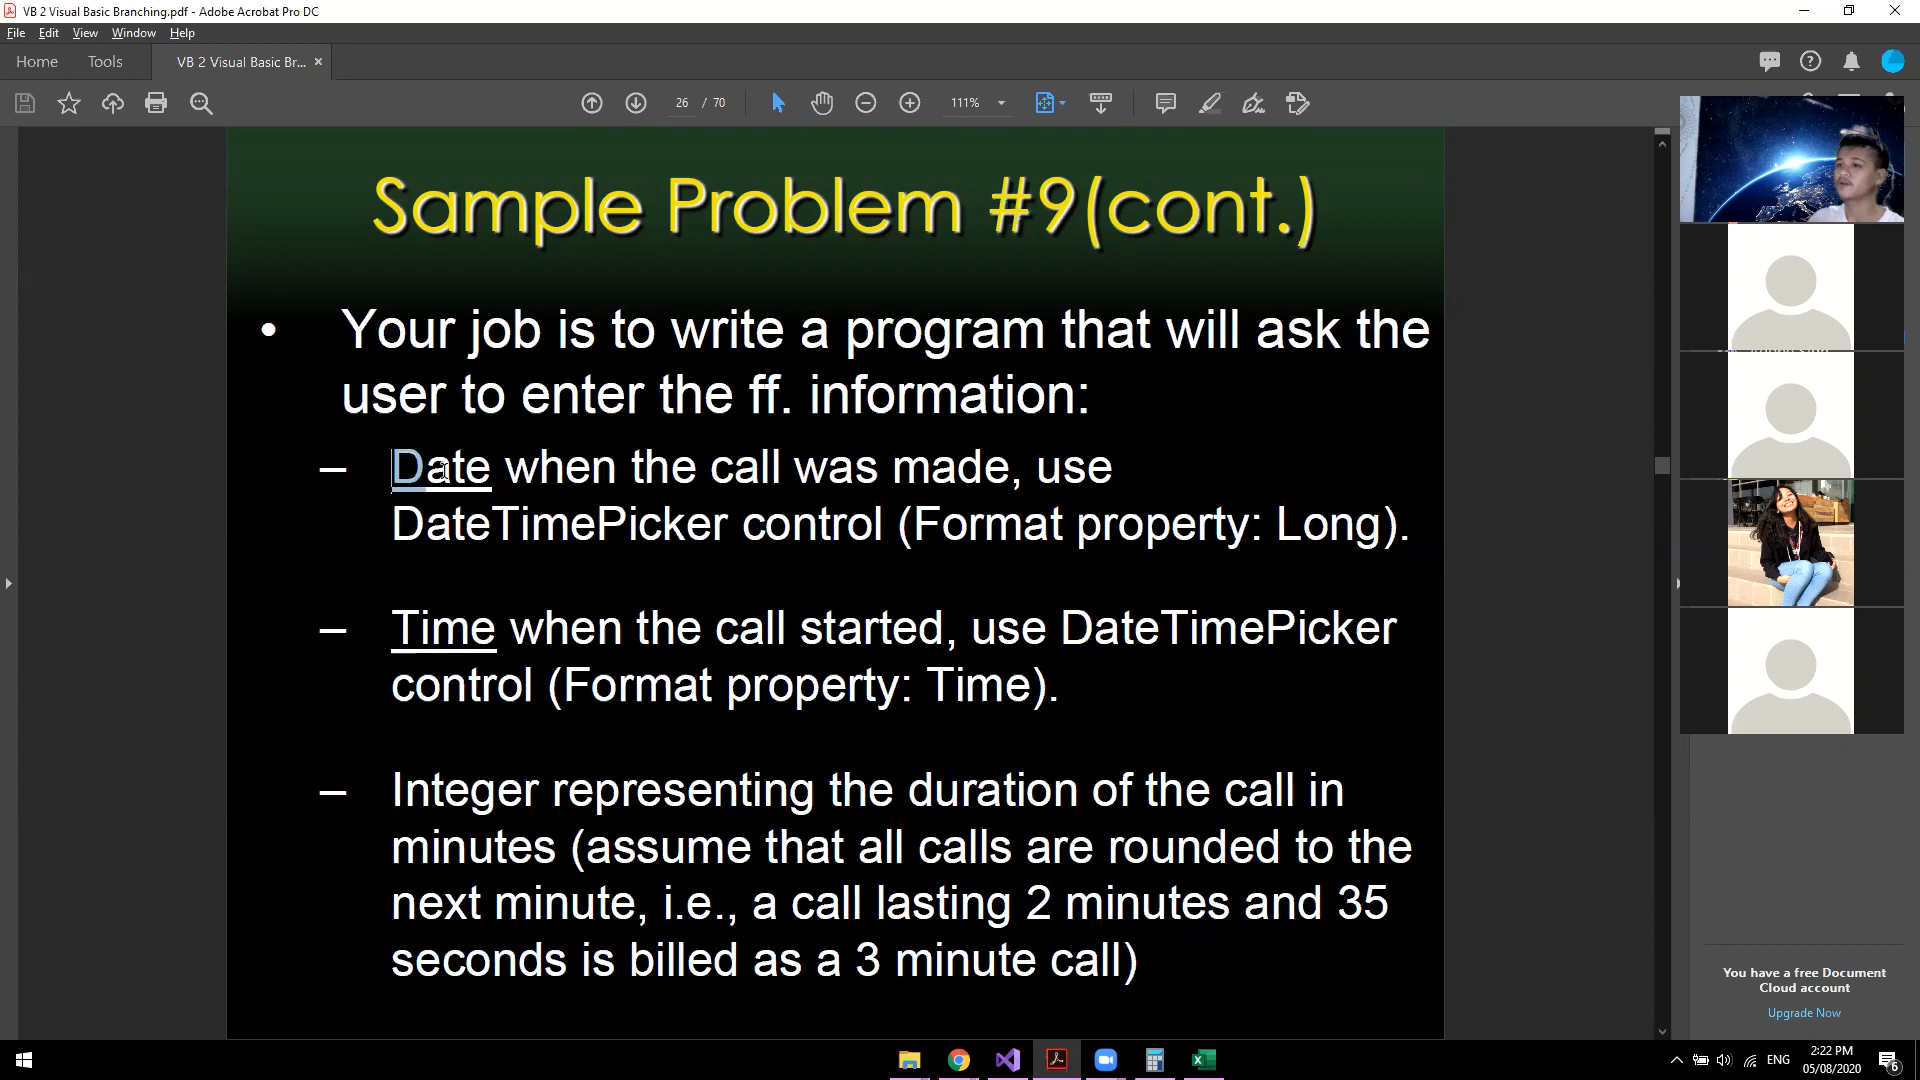 VB 2 Visual Basic Branching.pdf - Adobe Acrobat Pro DC
File Edit View Window Help
Home Tools VB 2 Visual Basic Br... ×
26 / 70 111%
Sample Problem #9(cont.)
• Your job is to write a program that will ask the
user to enter the ff. information:
– Date when the call was made, use
DateTimePicker control (Format property: Long).
– Time when the call started, use DateTimePicker
control (Format property: Time).
– Integer representing the duration of the call in
minutes (assume that all calls are rounded to the
next minute, i.e., a call lasting 2 minutes and 35
seconds is billed as a 3 minute call)
You have a free Document
Cloud account
Upgrade Now
ENG
2:22 PM
05/08/2020
6